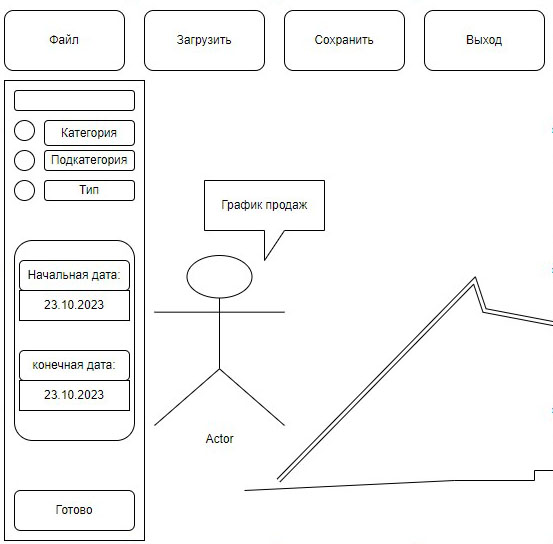 Файл
Загрузить
Сохранить
Выход
Категория
Подкатегория
Тип
График продаж
Начальная дата:
23.10.2023
конечная дата:
23.10.2023
Actor
Готово